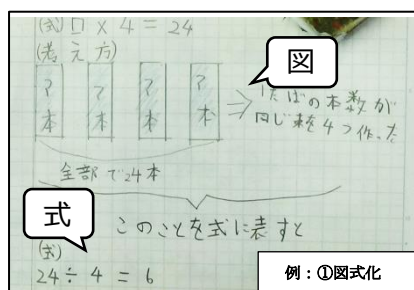 (式) □ × 4 = 24
(考え方)
?本 ?本 ?本 ?本
図
⇒ 1たばの本数が
同じ束を4つ作った
全部で24本
式
このことを式に表すと
(式)
24 ÷ 4 = 6
例：①図式化